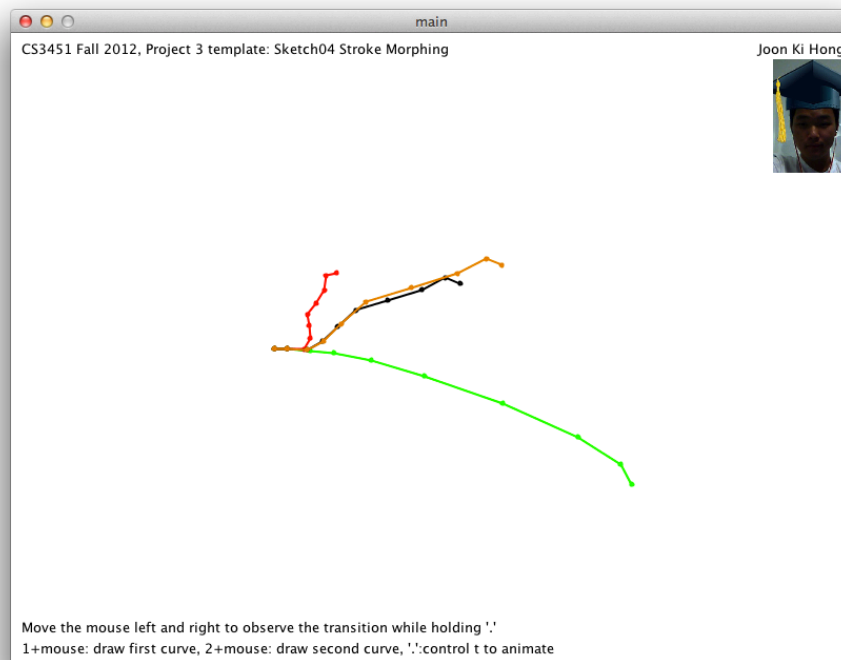 main
CS3451 Fall 2012, Project 3 template: Sketch04 Stroke Morphing
Joon Ki Hong
Move the mouse left and right to observe the transition while holding '.'
1+mouse: draw first curve, 2+mouse: draw second curve, '.':control t to animate